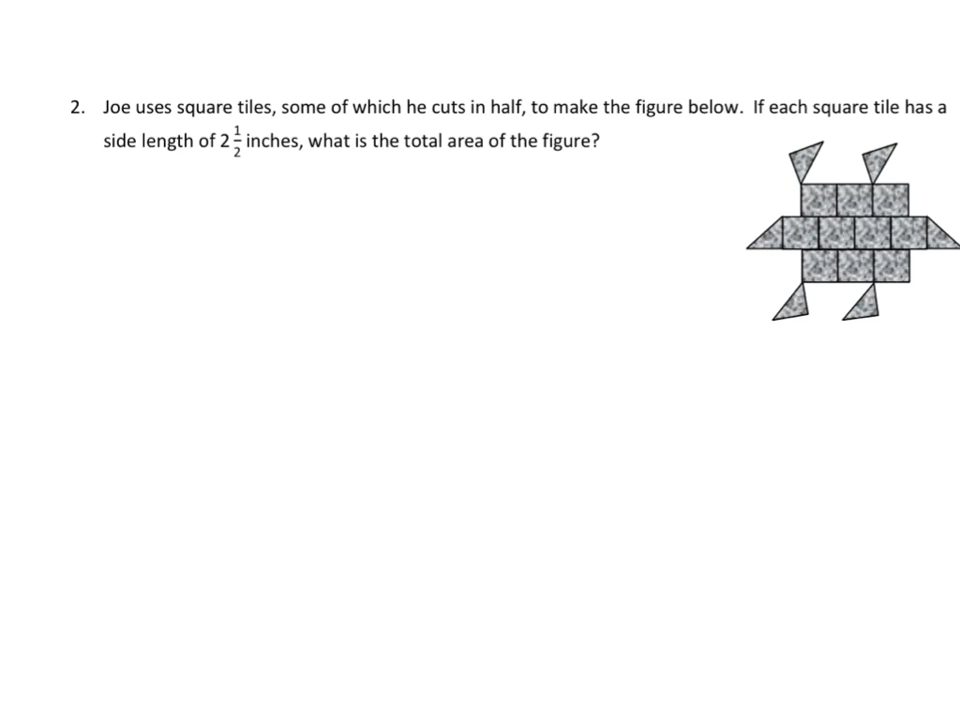 2. Joe uses square tiles, some of which he cuts in half, to make the figure below. If each square tile has a
side length of 2 1/2 inches, what is the total area of the figure?